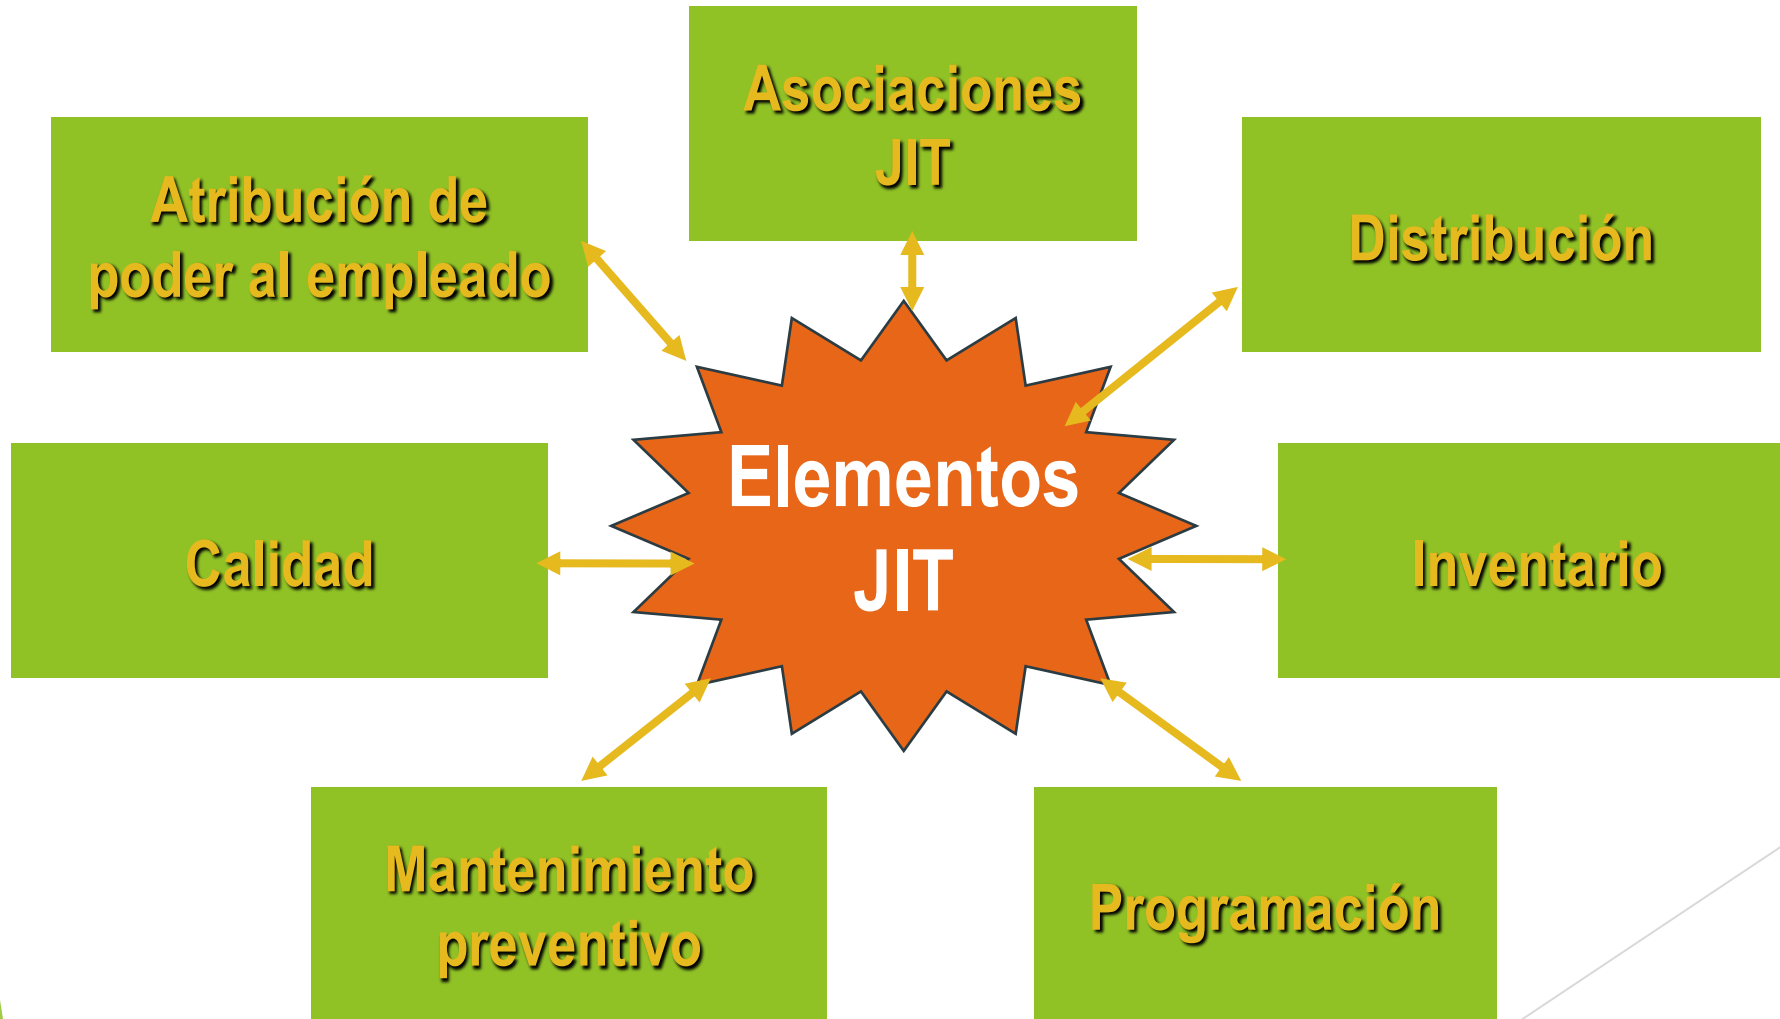 Asociaciones
JIT
Atribución de
poder al empleado
Distribución
Elementos
JIT
Calidad
Inventario
Mantenimiento
preventivo
Programación